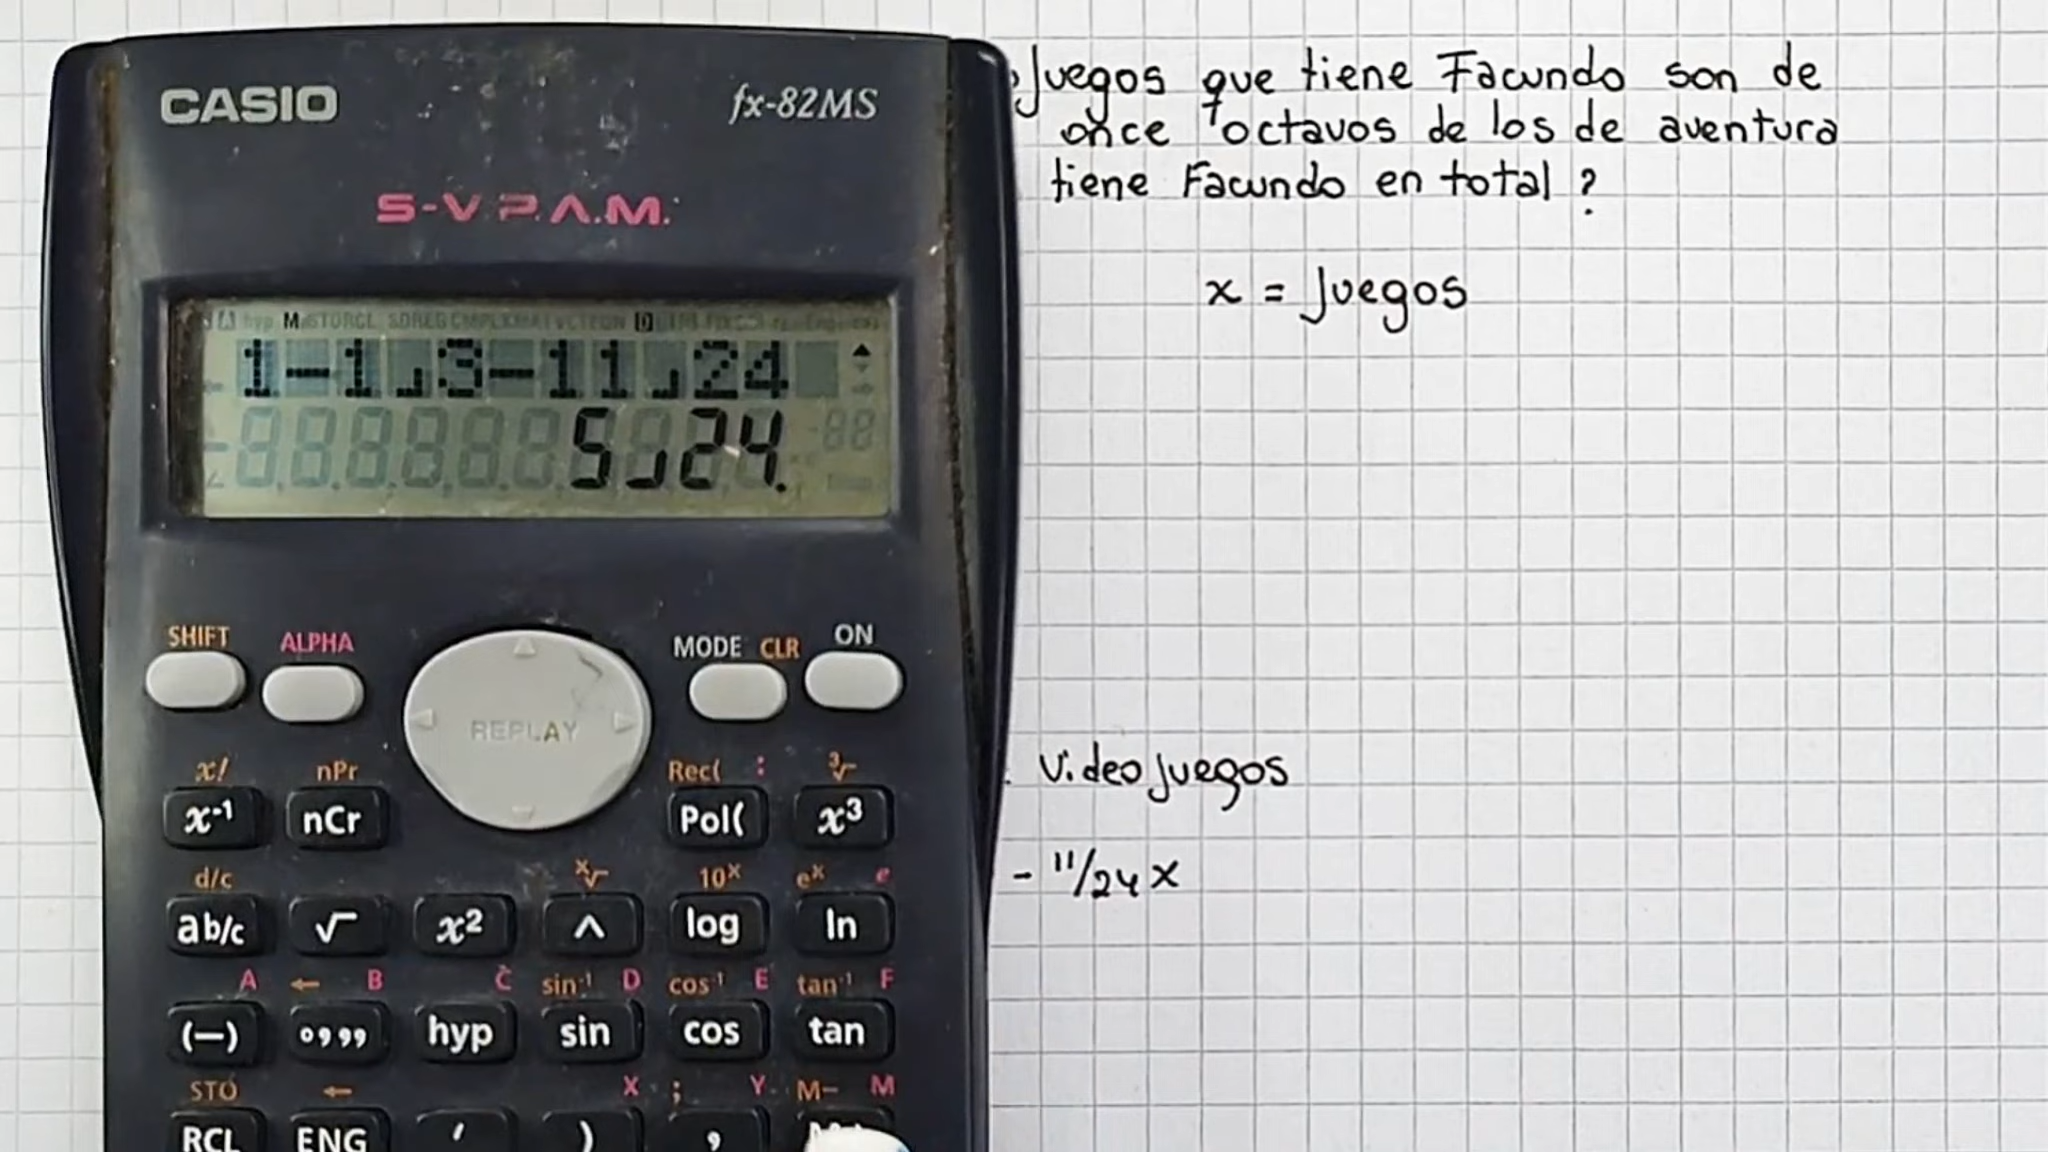 CASIO fx-82MS
S-V.P.A.M.
1-1⌟3-11⌟24
5⌟24.
SHIFT ALPHA MODE CLR ON
REPLAY
x! nPr Rec( : ³√
x⁻¹ nCr Pol( x³
d/c ˣ√ 10ˣ eˣ e
ab/c √ x² ^ log ln
A ← B C sin⁻¹ D cos⁻¹ E tan⁻¹ F
(—) °,,, hyp sin cos tan
STO ← X ; Y M– M
RCL ENG ) ,
Juegos que tiene Facundo son de
once octavos de los de aventura
tiene Facundo en total ?
x = Juegos
Videojuegos
- 11/24 x